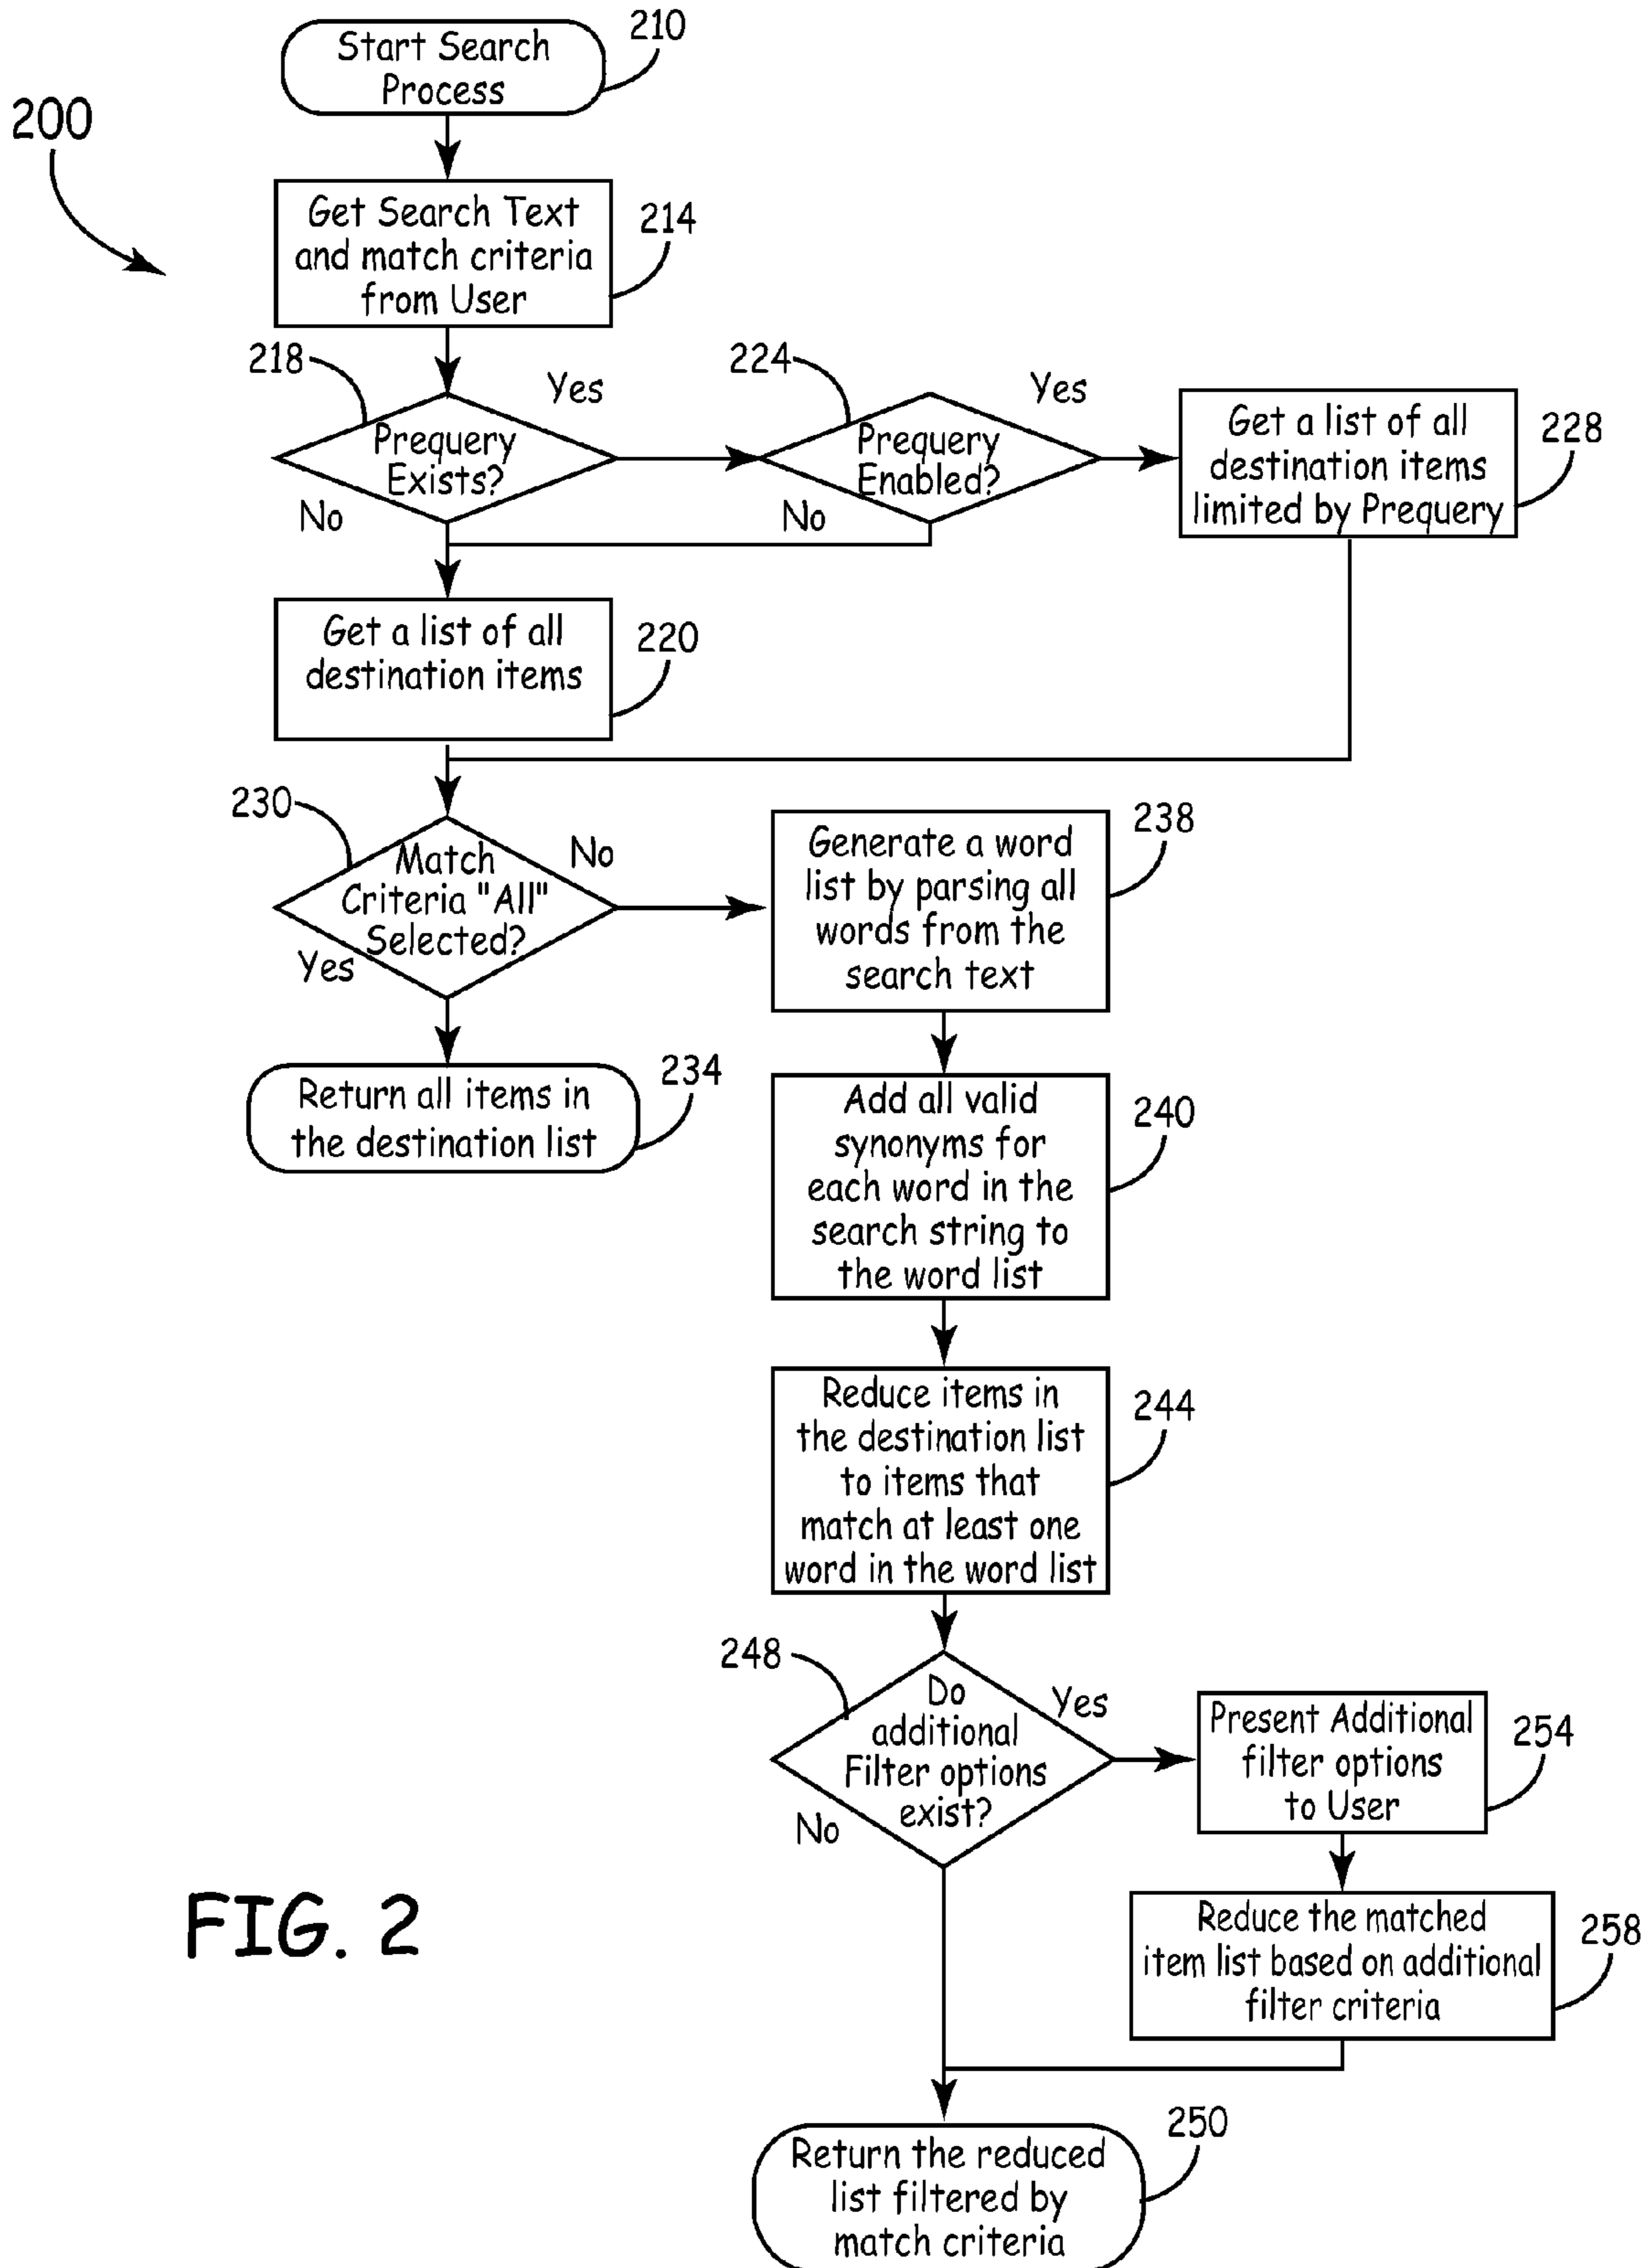 Start Search
Process
210
200
Get Search Text
and match criteria
from User
214
218
Yes
224
Yes
Prequery
Exists?
No
Prequery
Enabled?
No
Get a list of all
destination items
limited by Prequery
228
Get a list of all
destination items
220
230
Match
Criteria "All"
Selected?
No
Yes
Generate a word
list by parsing all
words from the
search text
238
Return all items in
the destination list
234
Add all valid
synonyms for
each word in the
search string to
the word list
240
Reduce items in
the destination list
to items that
match at least one
word in the word list
244
248
Do
additional
Filter options
exist?
Yes
No
Present Additional
filter options
to User
254
Reduce the matched
item list based on additional
filter criteria
258
FIG. 2
Return the reduced
list filtered by
match criteria
250